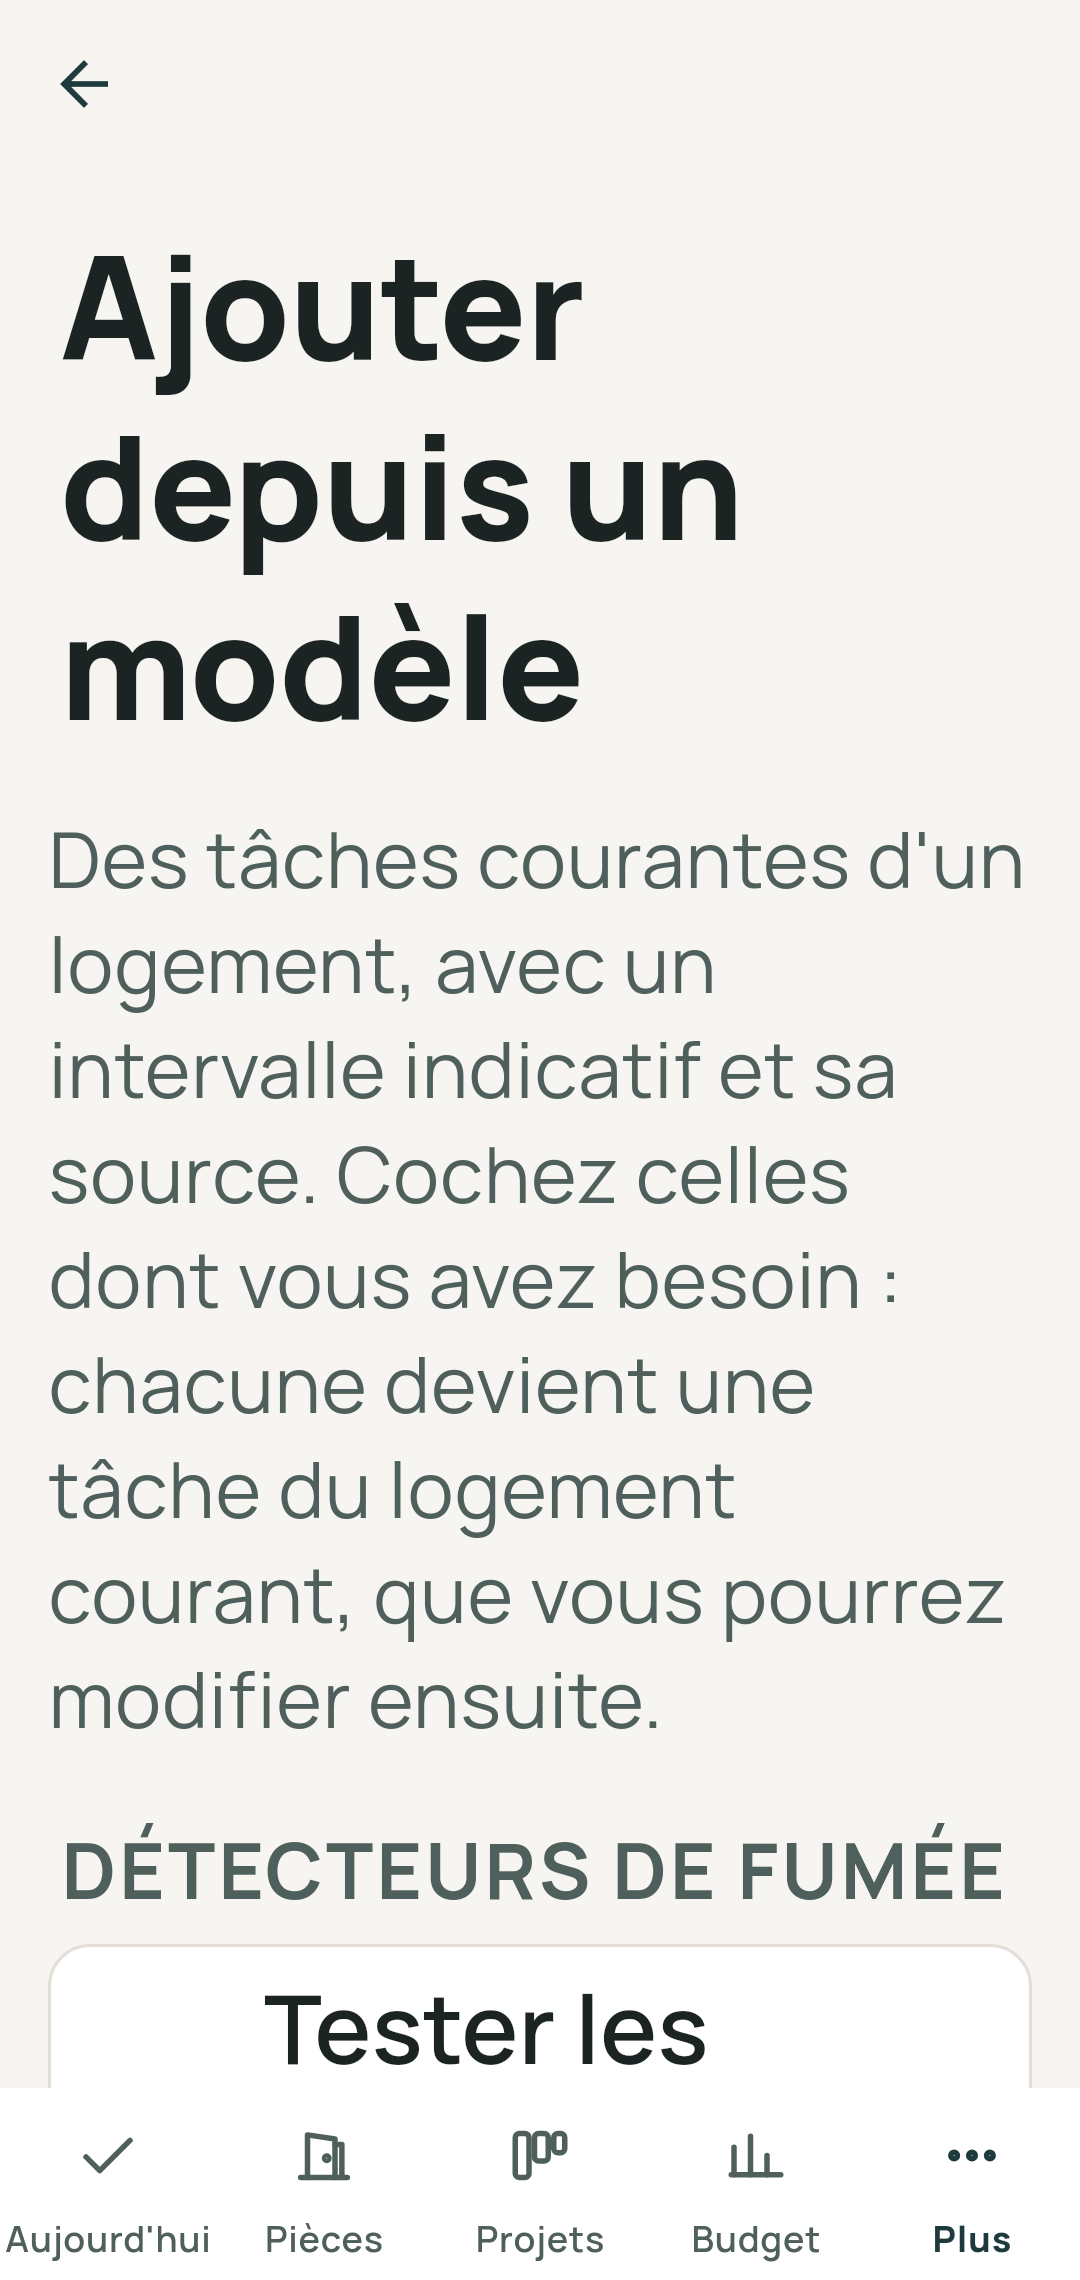 Ajouter
depuis un
modèle
Des tâches courantes d'un
logement, avec un
intervalle indicatif et sa
source. Cochez celles
dont vous avez besoin :
chacune devient une
tâche du logement
courant, que vous pourrez
modifier ensuite.
DÉTECTEURS DE FUMÉE
Tester les
Aujourd'hui
Pièces
Projets
Budget
Plus